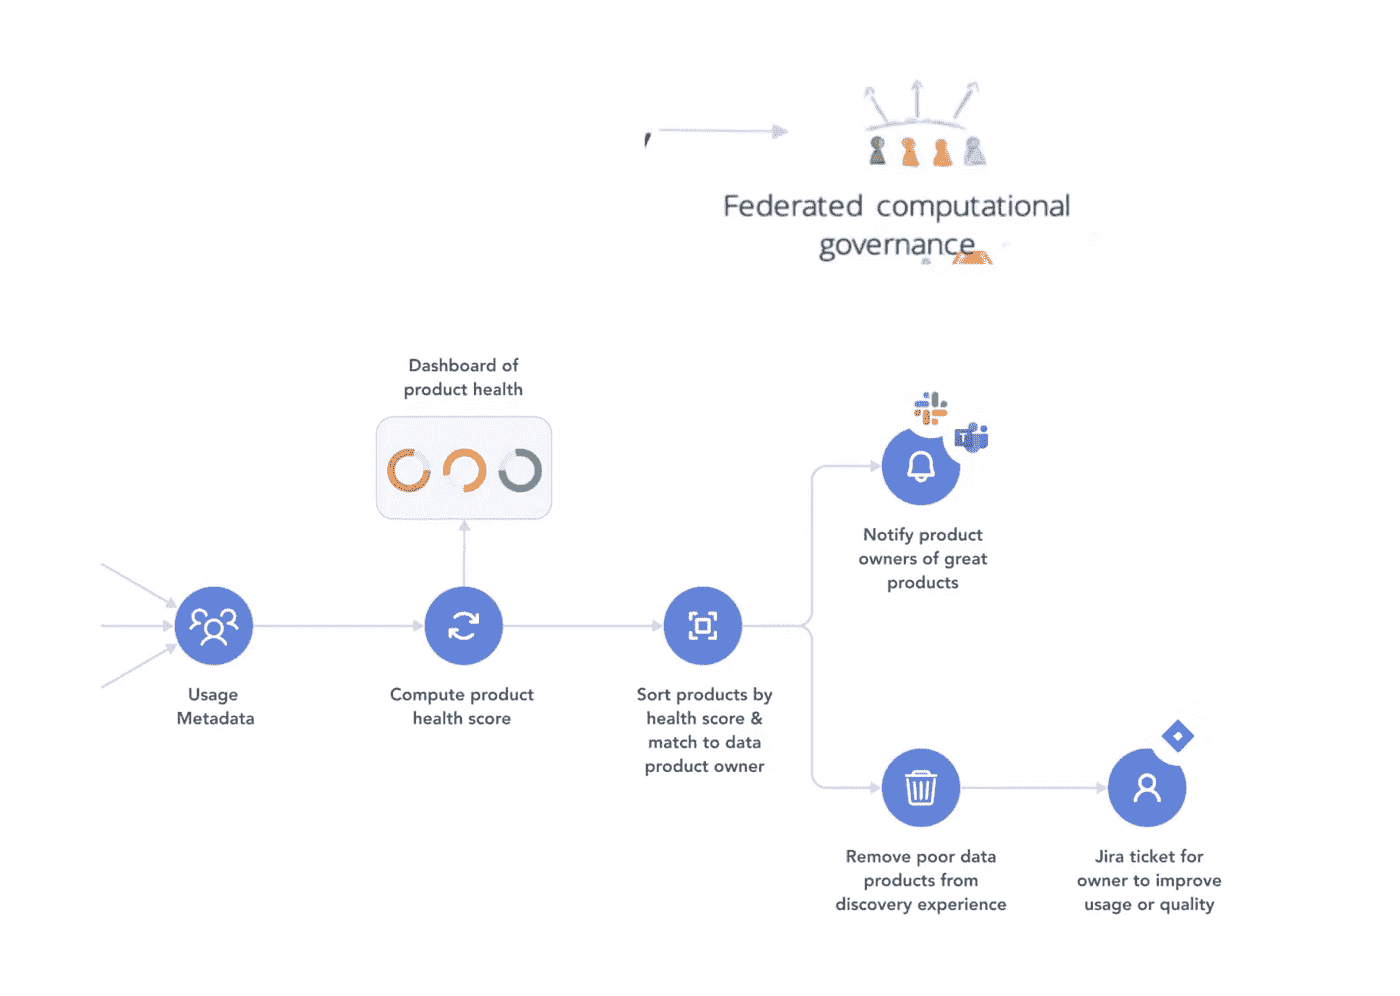 Federated computational
governance
Dashboard of
product health
Notify product
owners of great
products
Usage
Metadata
Compute product
health score
Sort products by
health score &
match to data
product owner
Remove poor data
products from
discovery experience
Jira ticket for
owner to improve
usage or quality